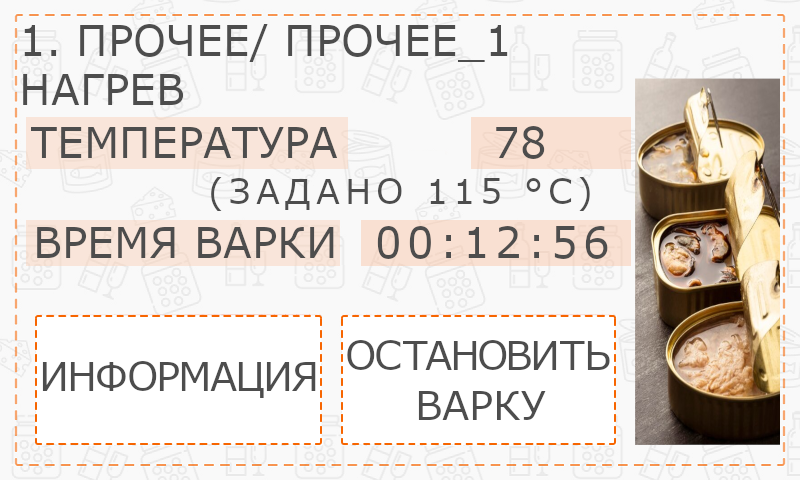 1. ПРОЧЕЕ/ ПРОЧЕЕ_1
НАГРЕВ
ТЕМПЕРАТУРА 78
(ЗАДАНО 115 °C)
ВРЕМЯ ВАРКИ 00:12:56
ИНФОРМАЦИЯ
ОСТАНОВИТЬ
ВАРКУ